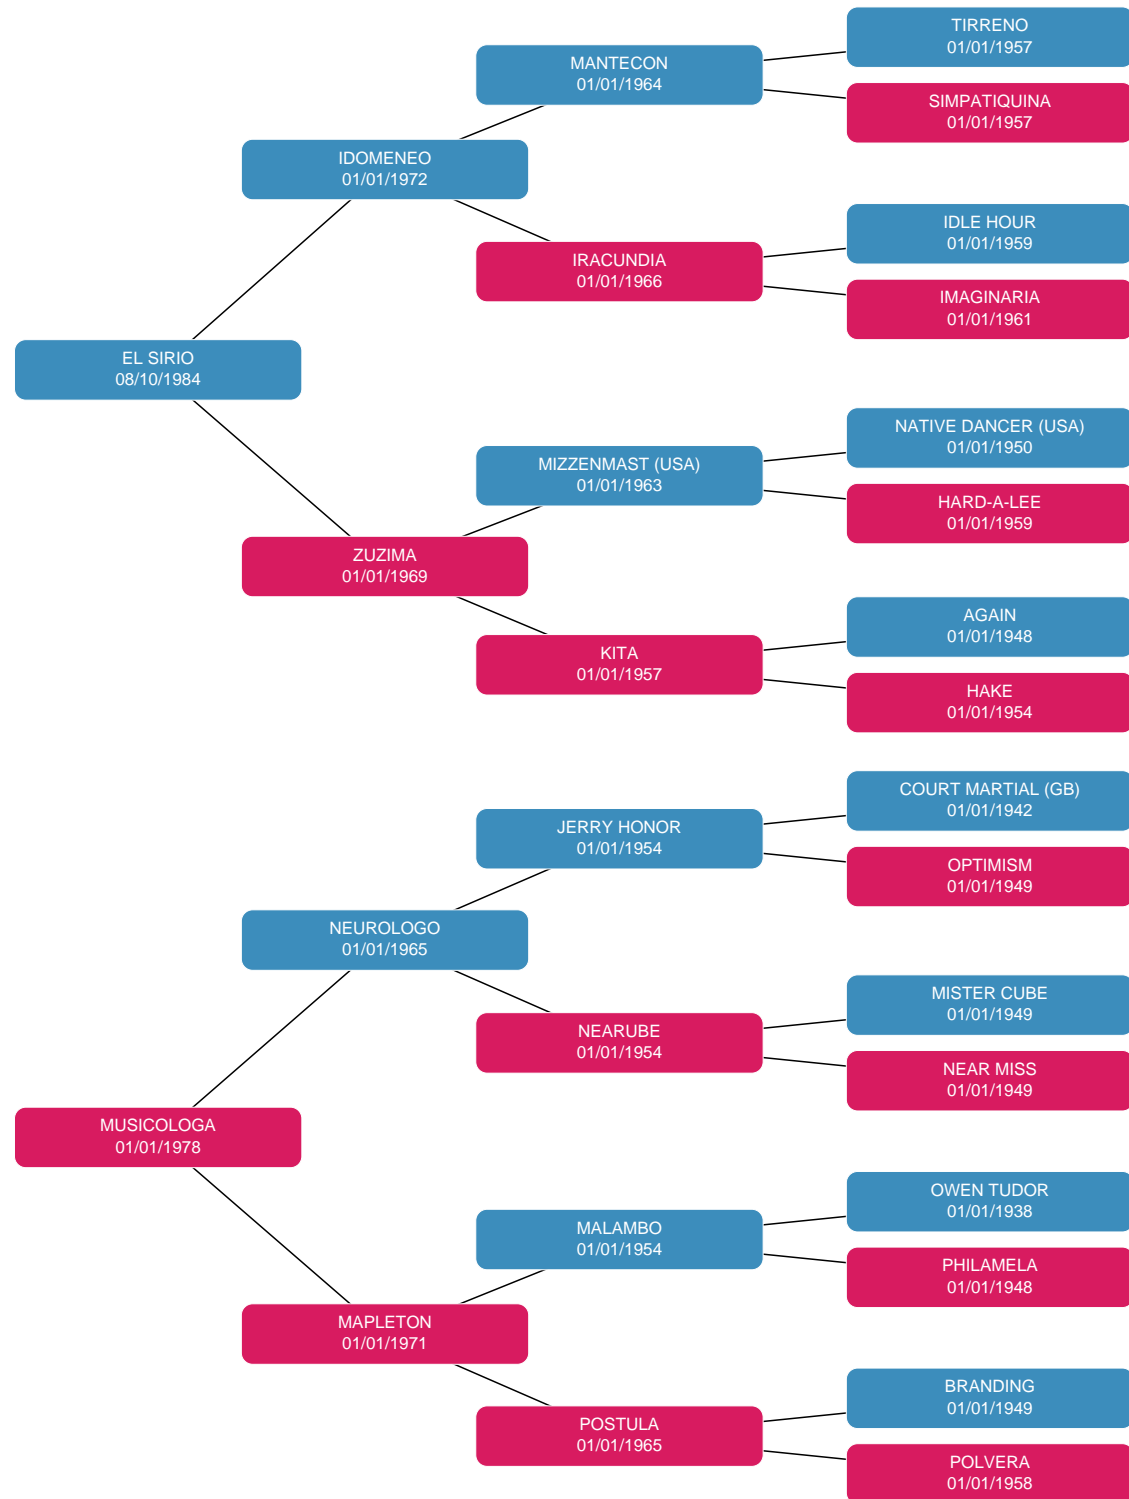 TIRRENO
01/01/1957
MANTECON
01/01/1964
SIMPATIQUINA
01/01/1957
IDOMENEO
01/01/1972
IDLE HOUR
01/01/1959
IRACUNDIA
01/01/1966
IMAGINARIA
01/01/1961
EL SIRIO
08/10/1984
NATIVE DANCER (USA)
01/01/1950
MIZZENMAST (USA)
01/01/1963
HARD-A-LEE
01/01/1959
ZUZIMA
01/01/1969
AGAIN
01/01/1948
KITA
01/01/1957
HAKE
01/01/1954
COURT MARTIAL (GB)
01/01/1942
JERRY HONOR
01/01/1954
OPTIMISM
01/01/1949
NEUROLOGO
01/01/1965
MISTER CUBE
01/01/1949
NEARUBE
01/01/1954
NEAR MISS
01/01/1949
MUSICOLOGA
01/01/1978
OWEN TUDOR
01/01/1938
MALAMBO
01/01/1954
PHILAMELA
01/01/1948
MAPLETON
01/01/1971
BRANDING
01/01/1949
POSTULA
01/01/1965
POLVERA
01/01/1958